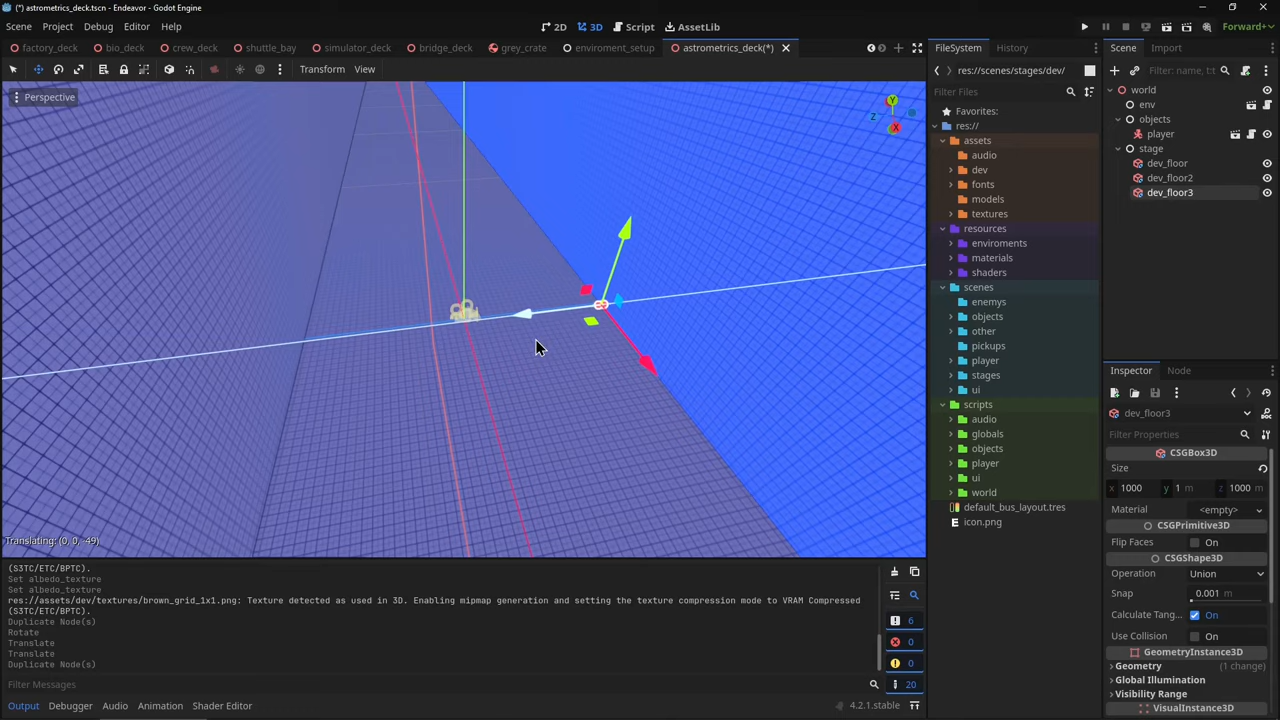 (*) astrometrics_deck.tscn - Endeavor - Godot Engine
Scene Project Debug Editor Help
2D 3D Script AssetLib
Forward+
factory_deck bio_deck crew_deck shuttle_bay simulator_deck bridge_deck grey_crate enviroment_setup astrometrics_deck(*)
Transform View
Perspective
Translating: (0, 0, -49)
(S3TC/ETC/BPTC).
Set albedo_texture
Set albedo_texture
res://assets/dev/textures/brown_grid_1x1.png: Texture detected as used in 3D. Enabling mipmap generation and setting the texture compression mode to VRAM Compressed
(S3TC/ETC/BPTC).
Duplicate Node(s)
Rotate
Translate
Translate
Duplicate Node(s)
6
0
0
20
Filter Messages
Output Debugger Audio Animation Shader Editor
4.2.1.stable
FileSystem History
res://scenes/stages/dev/
Filter Files
Favorites:
res://
assets
audio
dev
fonts
models
textures
resources
enviroments
materials
shaders
scenes
enemys
objects
other
pickups
player
stages
ui
scripts
audio
globals
objects
player
ui
world
default_bus_layout.tres
icon.png
Scene Import
Filter: name, t:t
world
env
objects
player
stage
dev_floor
dev_floor2
dev_floor3
Inspector Node
dev_floor3
Filter Properties
CSGBox3D
Size
x 1000 y 1 m z 1000 m
Material <empty>
CSGPrimitive3D
Flip Faces On
CSGShape3D
Operation Union
Snap 0.001 m
Calculate Tang... On
Use Collision On
GeometryInstance3D
Geometry (1 change)
Global Illumination
Visibility Range
VisualInstance3D